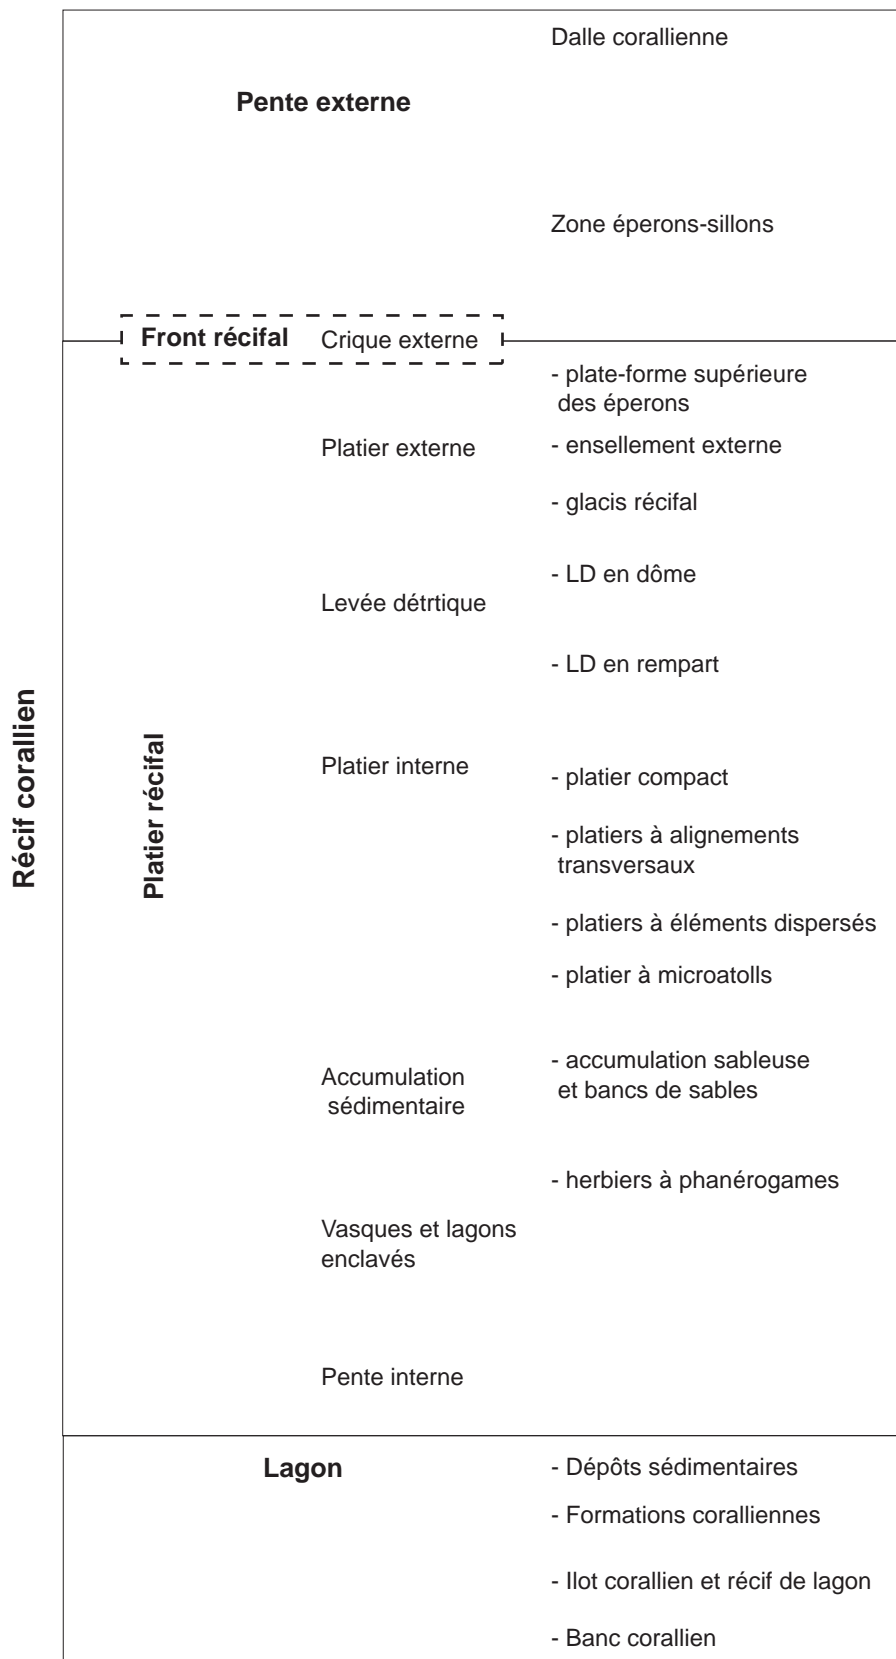 Dalle corallienne
Pente externe
Zone éperons-sillons
Front récifal
Crique externe
- plate-forme supérieure
des éperons
Platier externe
- ensellement externe
- glacis récifal
- LD en dôme
Levée détrtique
- LD en rempart
Récif corallien
Platier récifal
Platier interne
- platier compact
- platiers à alignements
transversaux
- platiers à éléments dispersés
- platier à microatolls
Accumulation
sédimentaire
- accumulation sableuse
et bancs de sables
- herbiers à phanérogames
Vasques et lagons
enclavés
Pente interne
Lagon
- Dépôts sédimentaires
- Formations coralliennes
- Ilot corallien et récif de lagon
- Banc corallien